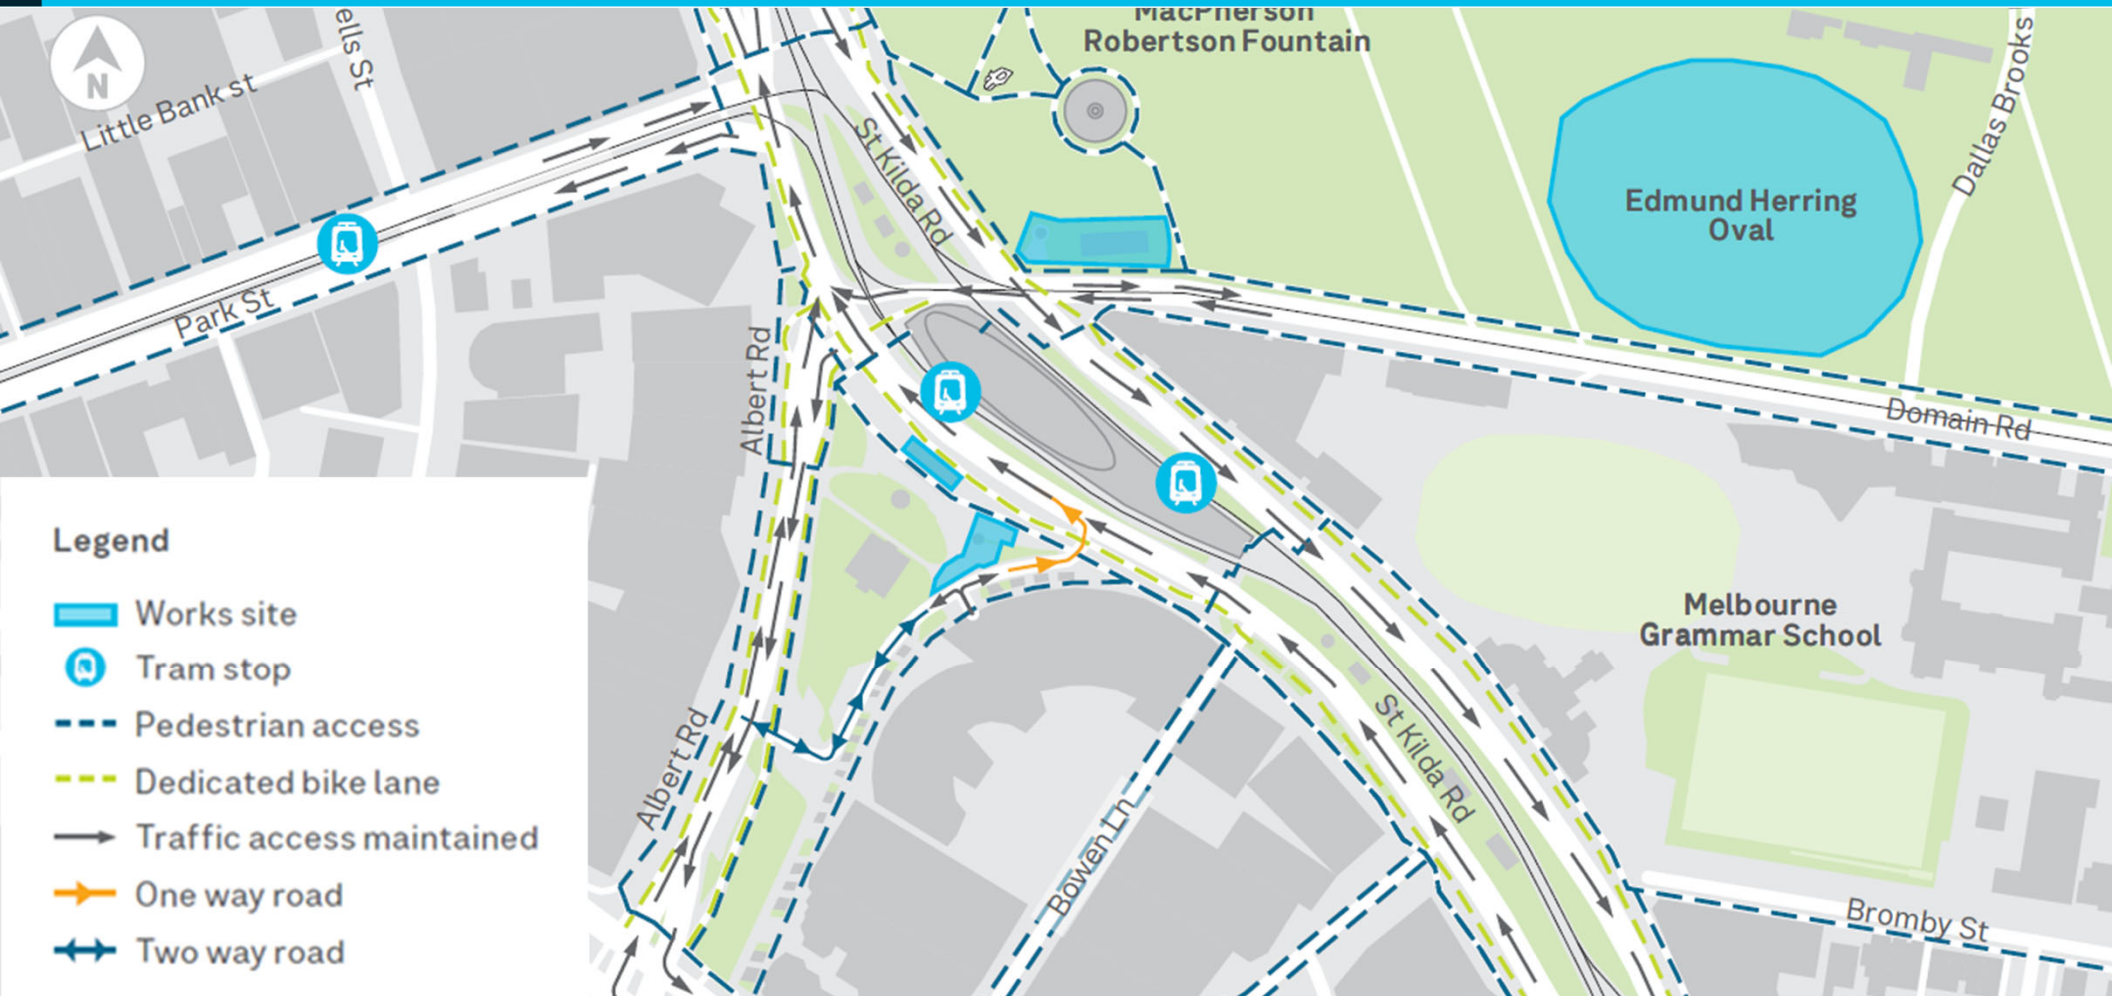 MacPherson
Robertson Fountain
ells St
Little Bank st
N
Dallas Brooks
St Kilda Rd
Edmund Herring
Oval
Park St
Albert Rd
Domain Rd
Legend
Works site
Tram stop
Pedestrian access
Dedicated bike lane
Traffic access maintained
One way road
Two way road
Melbourne
Grammar School
Albert Rd
St Kilda Rd
Bowen Ln
Bromby St